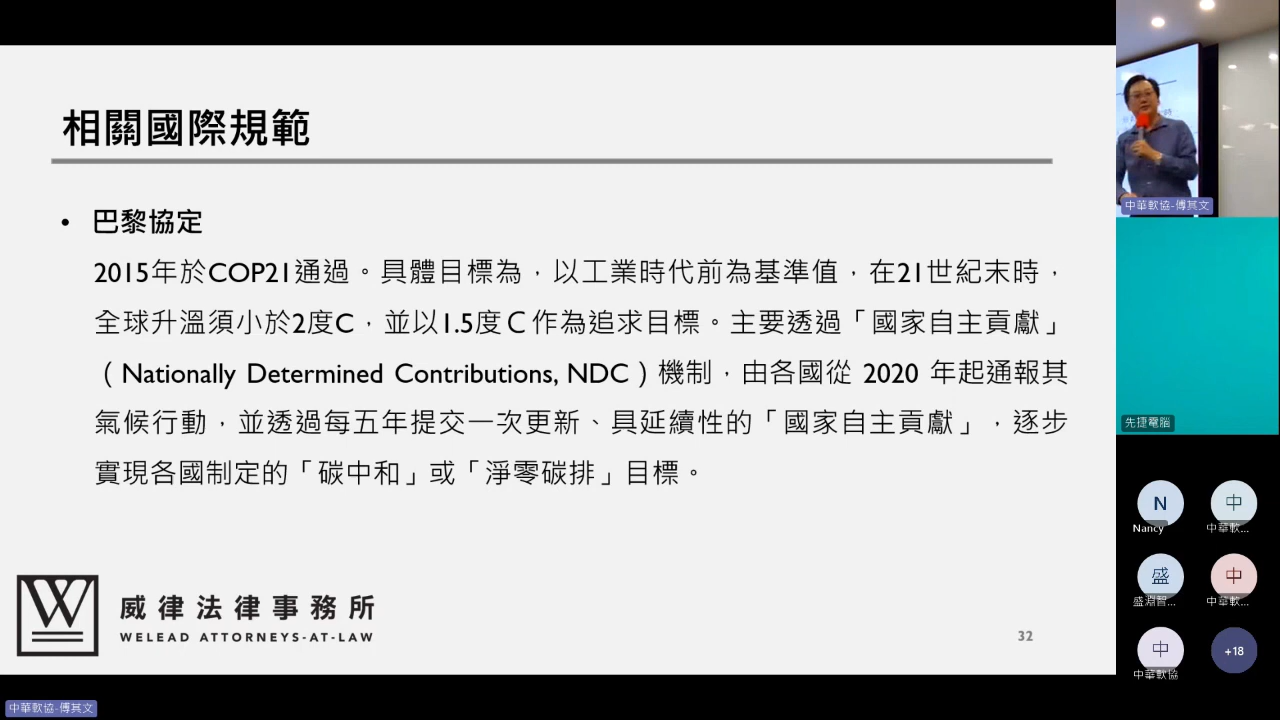 相關國際規範
• 巴黎協定
2015年於COP21通過。具體目標為，以工業時代前為基準值，在21世紀末時，
全球升溫須小於2度C，並以1.5度C作為追求目標。主要透過「國家自主貢獻」
（Nationally Determined Contributions, NDC）機制，由各國從 2020 年起通報其
氣候行動，並透過每五年提交一次更新、具延續性的「國家自主貢獻」，逐步
實現各國制定的「碳中和」或「淨零碳排」目標。
W
威律法律事務所
WELEAD ATTORNEYS-AT-LAW
32
中華軟協-傅其文
先捷電腦
N
中
Nancy
中華軟...
盛
中
盛淵智...
中華軟...
中
+18
中華軟協
中華軟協-傅其文